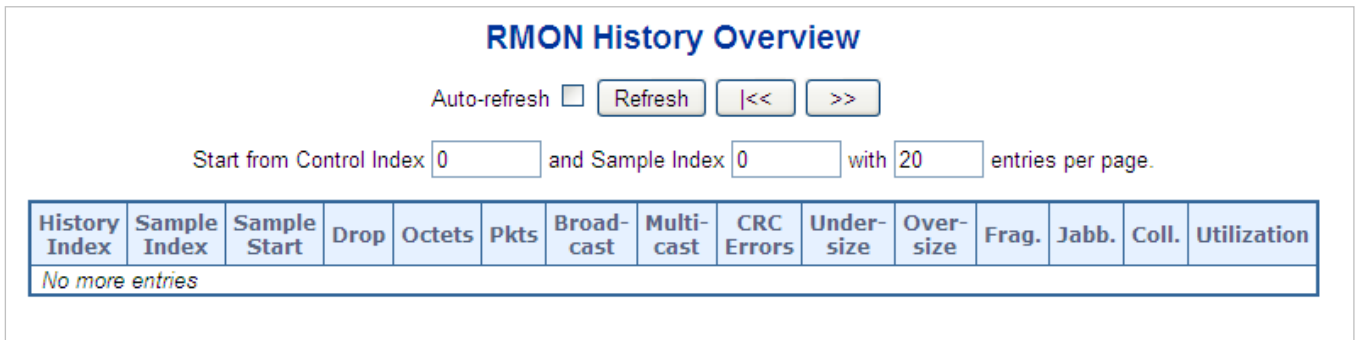 RMON History Overview
Auto-refresh Refresh |<< >>
Start from Control Index 0 and Sample Index 0 with 20 entries per page.
History Index Sample Index Sample Start Drop Octets Pkts Broad-cast Multi-cast CRC Errors Under-size Over-size Frag. Jabb. Coll. Utilization
No more entries